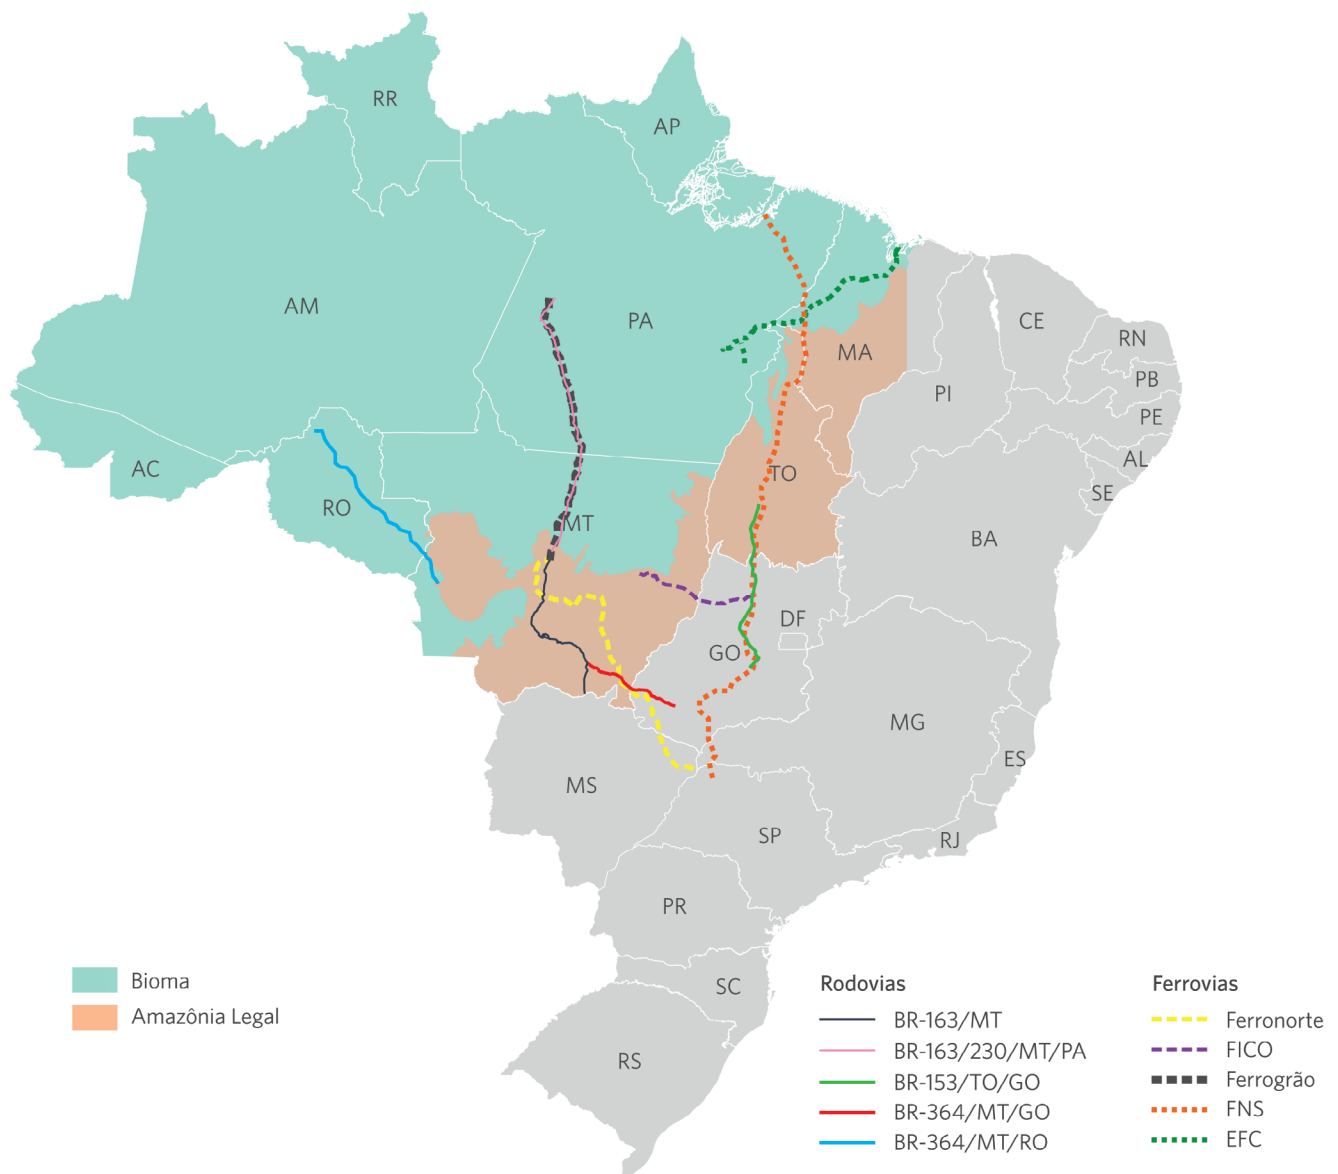 RR
AP
AM
PA
CE
RN
MA
PB
PI
PE
AC
AL
TO
RO
SE
MT
BA
DF
GO
MG
ES
MS
SP
RJ
PR
SC
RS
Bioma
Amazônia Legal
Rodovias
BR-163/MT
BR-163/230/MT/PA
BR-153/TO/GO
BR-364/MT/GO
BR-364/MT/RO
Ferrovias
Ferronorte
FICO
Ferrogrão
FNS
EFC